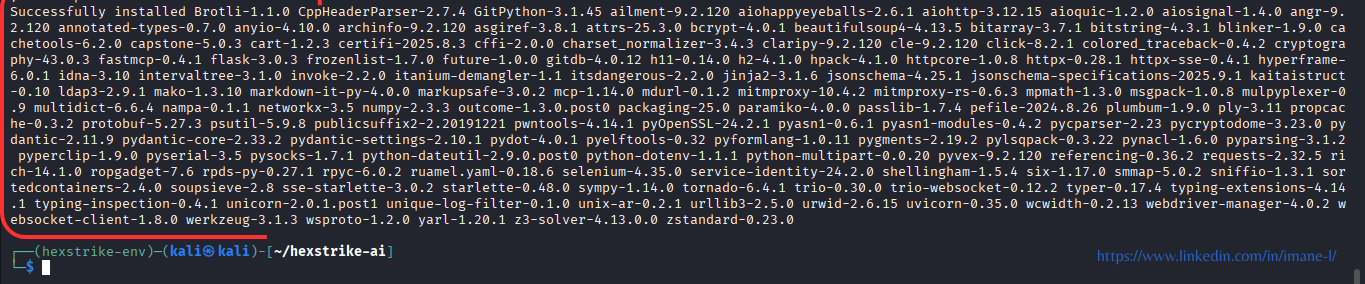 Successfully installed Brotli-1.1.0 CppHeaderParser-2.7.4 GitPython-3.1.45 ailment-9.2.120 aiohappyeyeballs-2.6.1 aiohttp-3.12.15 aioquic-1.2.0 aiosignal-1.4.0 angr-9.
2.120 annotated-types-0.7.0 anyio-4.10.0 archinfo-9.2.120 asgiref-3.8.1 attrs-25.3.0 bcrypt-4.0.1 beautifulsoup4-4.13.5 bitarray-3.7.1 bitstring-4.3.1 blinker-1.9.0 ca
chetools-6.2.0 capstone-5.0.3 cart-1.2.3 certifi-2025.8.3 cffi-2.0.0 charset_normalizer-3.4.3 claripy-9.2.120 cle-9.2.120 click-8.2.1 colored_traceback-0.4.2 cryptogra
phy-43.0.3 fastmcp-0.4.1 flask-3.0.3 frozenlist-1.7.0 future-1.0.0 gitdb-4.0.12 h11-0.14.0 h2-4.1.0 hpack-4.1.0 httpcore-1.0.8 httpx-0.28.1 httpx-sse-0.4.1 hyperframe-
6.0.1 idna-3.10 intervaltree-3.1.0 invoke-2.2.0 itanium-demangler-1.1 itsdangerous-2.2.0 jinja2-3.1.6 jsonschema-4.25.1 jsonschema-specifications-2025.9.1 kaitaistruct
-0.10 ldap3-2.9.1 mako-1.3.10 markdown-it-py-4.0.0 markupsafe-3.0.2 mcp-1.14.0 mdurl-0.1.2 mitmproxy-10.4.2 mitmproxy-rs-0.6.3 mpmath-1.3.0 msgpack-1.0.8 mulpyplexer-0
.9 multidict-6.6.4 nampa-0.1.1 networkx-3.5 numpy-2.3.3 outcome-1.3.0.post0 packaging-25.0 paramiko-4.0.0 passlib-1.7.4 pefile-2024.8.26 plumbum-1.9.0 ply-3.11 propcac
he-0.3.2 protobuf-5.27.3 psutil-5.9.8 publicsuffix2-2.20191221 pwntools-4.14.1 pyOpenSSL-24.2.1 pyasn1-0.6.1 pyasn1-modules-0.4.2 pycparser-2.23 pycryptodome-3.23.0 py
dantic-2.11.9 pydantic-core-2.33.2 pydantic-settings-2.10.1 pydot-4.0.1 pyelftools-0.32 pyformlang-1.0.11 pygments-2.19.2 pylsqpack-0.3.22 pynacl-1.6.0 pyparsing-3.1.2
pyperclip-1.9.0 pyserial-3.5 pysocks-1.7.1 python-dateutil-2.9.0.post0 python-dotenv-1.1.1 python-multipart-0.0.20 pyvex-9.2.120 referencing-0.36.2 requests-2.32.5 ri
ch-14.1.0 ropgadget-7.6 rpds-py-0.27.1 rpyc-6.0.2 ruamel.yaml-0.18.6 selenium-4.35.0 service-identity-24.2.0 shellingham-1.5.4 six-1.17.0 smmap-5.0.2 sniffio-1.3.1 sor
tedcontainers-2.4.0 soupsieve-2.8 sse-starlette-3.0.2 starlette-0.48.0 sympy-1.14.0 tornado-6.4.1 trio-0.30.0 trio-websocket-0.12.2 typer-0.17.4 typing-extensions-4.14
.1 typing-inspection-0.4.1 unicorn-2.0.1.post1 unique-log-filter-0.1.0 unix-ar-0.2.1 urllib3-2.5.0 urwid-2.6.15 uvicorn-0.35.0 wcwidth-0.2.13 webdriver-manager-4.0.2 w
ebsocket-client-1.8.0 werkzeug-3.1.3 wsproto-1.2.0 yarl-1.20.1 z3-solver-4.13.0.0 zstandard-0.23.0
┌──(hexstrike-env)─(kali㉿kali)-[~/hexstrike-ai]
└─$
https://www.linkedin.com/in/imane-l/